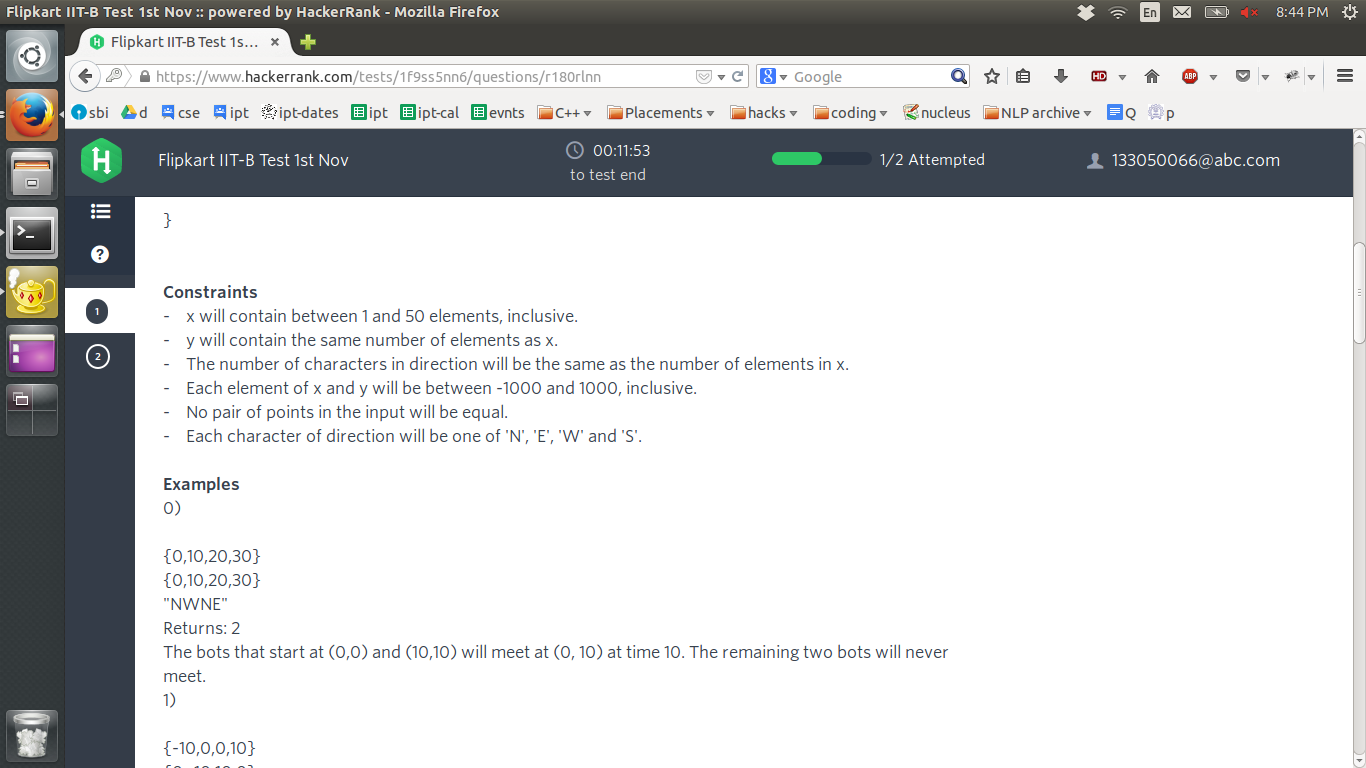 Flipkart IIT-B Test 1st Nov :: powered by HackerRank - Mozilla Firefox
En
8:44 PM
Flipkart IIT-B Test 1s...
https://www.hackerrank.com/tests/1f9ss5nn6/questions/r180rlnn
Google
HD
ABP
sbi
d
cse
ipt
ipt-dates
ipt
ipt-cal
evnts
C++
Placements
hacks
coding
nucleus
NLP archive
Q
p
H
Flipkart IIT-B Test 1st Nov
00:11:53
to test end
1/2 Attempted
133050066@abc.com
?
1
2
}
Constraints
- x will contain between 1 and 50 elements, inclusive.
- y will contain the same number of elements as x.
- The number of characters in direction will be the same as the number of elements in x.
- Each element of x and y will be between -1000 and 1000, inclusive.
- No pair of points in the input will be equal.
- Each character of direction will be one of 'N', 'E', 'W' and 'S'.
Examples
0)
{0,10,20,30}
{0,10,20,30}
"NWNE"
Returns: 2
The bots that start at (0,0) and (10,10) will meet at (0, 10) at time 10. The remaining two bots will never
meet.
1)
{-10,0,0,10}